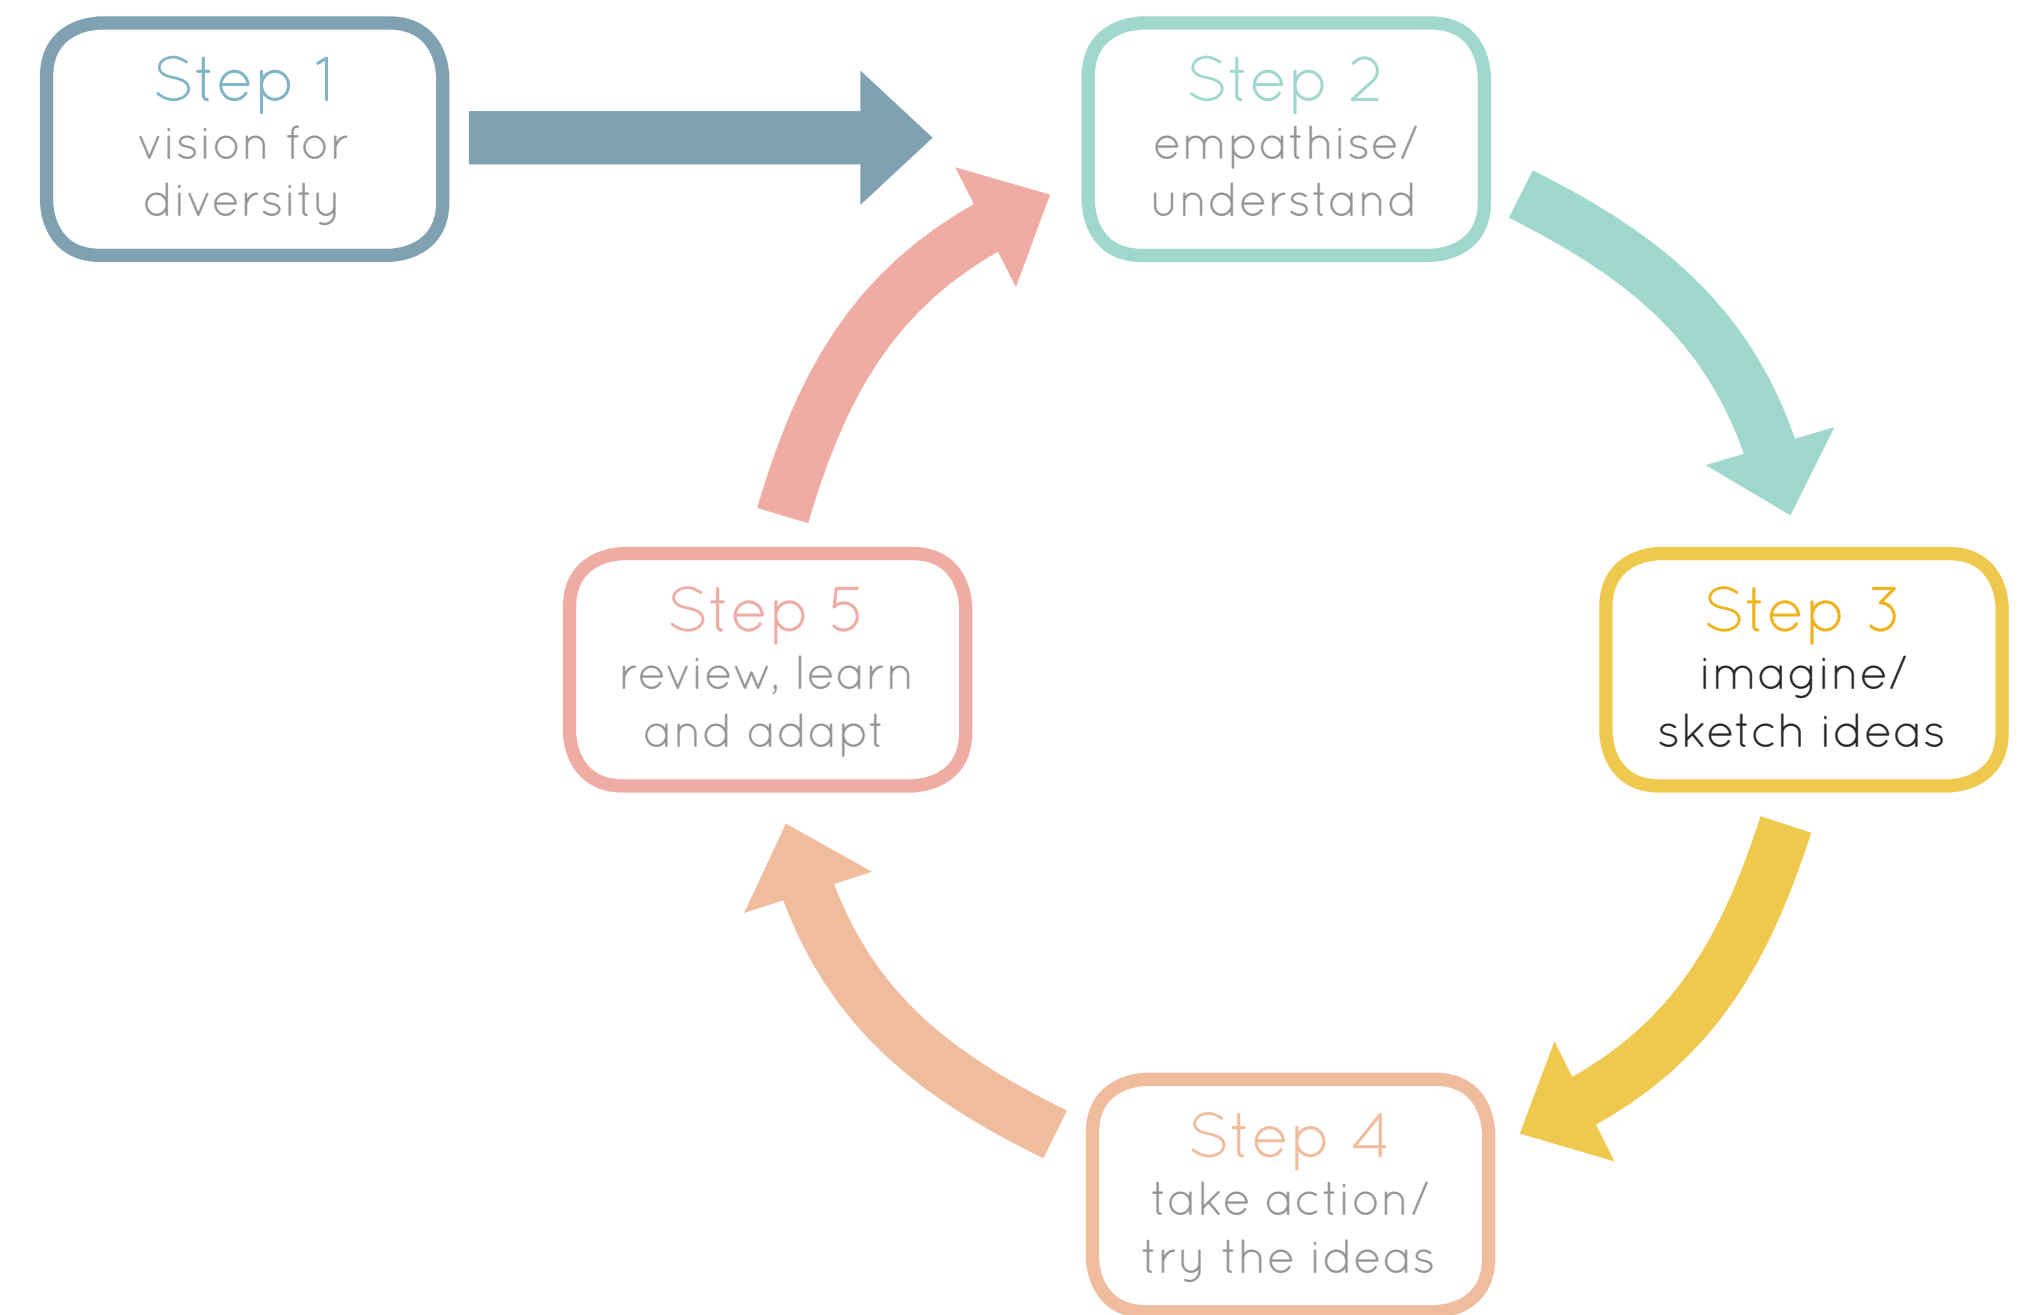 Step 1
vision for
diversity
Step 2
empathise/
understand
Step 3
imagine/
sketch ideas
Step 4
take action/
try the ideas
Step 5
review, learn
and adapt